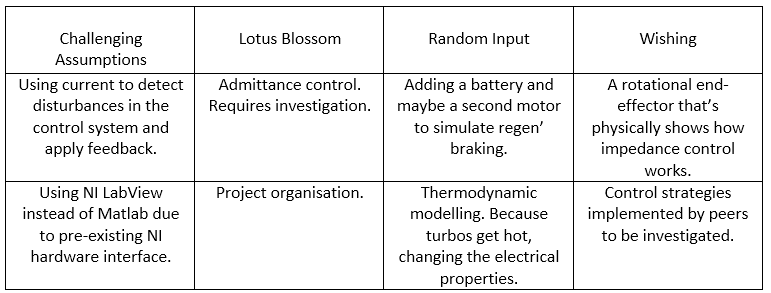 Challenging
Assumptions
Lotus Blossom
Random Input
Wishing
Using current to detect
disturbances in the
control system and
apply feedback.
Admittance control.
Requires investigation.
Adding a battery and
maybe a second motor
to simulate regen’
braking.
A rotational end-
effector that’s
physically shows how
impedance control
works.
Using NI LabView
instead of Matlab due
to pre-existing NI
hardware interface.
Project organisation.
Thermodynamic
modelling. Because
turbos get hot,
changing the electrical
properties.
Control strategies
implemented by peers
to be investigated.